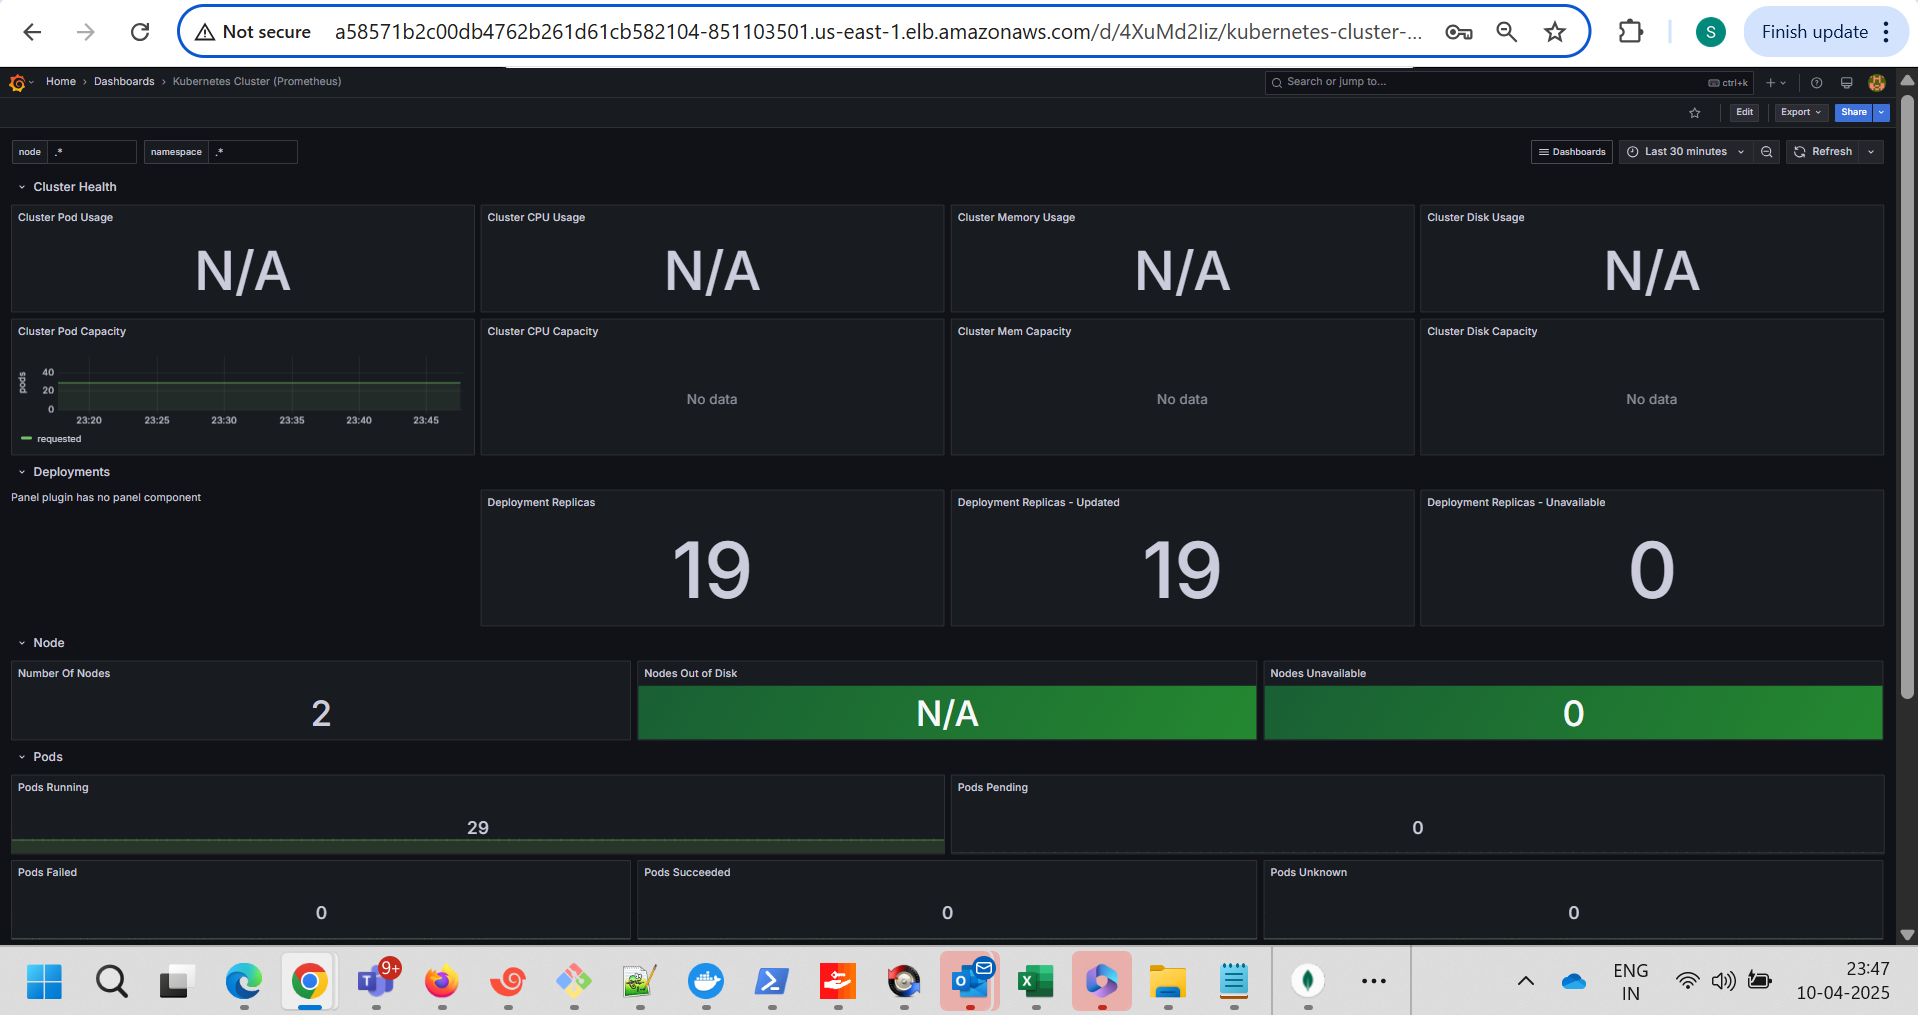 Not secure a58571b2c00db4762b261d61cb582104-851103501.us-east-1.elb.amazonaws.com/d/4XuMd2Iiz/kubernetes-cluster-... S Finish update
Home › Dashboards › Kubernetes Cluster (Prometheus) Search or jump to... ctrl+k
Edit Export Share
node .* namespace .* Dashboards Last 30 minutes Refresh
Cluster Health
Cluster Pod Usage Cluster CPU Usage Cluster Memory Usage Cluster Disk Usage
N/A N/A N/A N/A
Cluster Pod Capacity Cluster CPU Capacity Cluster Mem Capacity Cluster Disk Capacity
pods
40
20
0
23:20 23:25 23:30 23:35 23:40 23:45
requested
No data No data No data
Deployments
Panel plugin has no panel component
Deployment Replicas Deployment Replicas - Updated Deployment Replicas - Unavailable
19 19 0
Node
Number Of Nodes Nodes Out of Disk Nodes Unavailable
2 N/A 0
Pods
Pods Running Pods Pending
29 0
Pods Failed Pods Succeeded Pods Unknown
0 0 0
9+
ENG
IN
23:47
10-04-2025